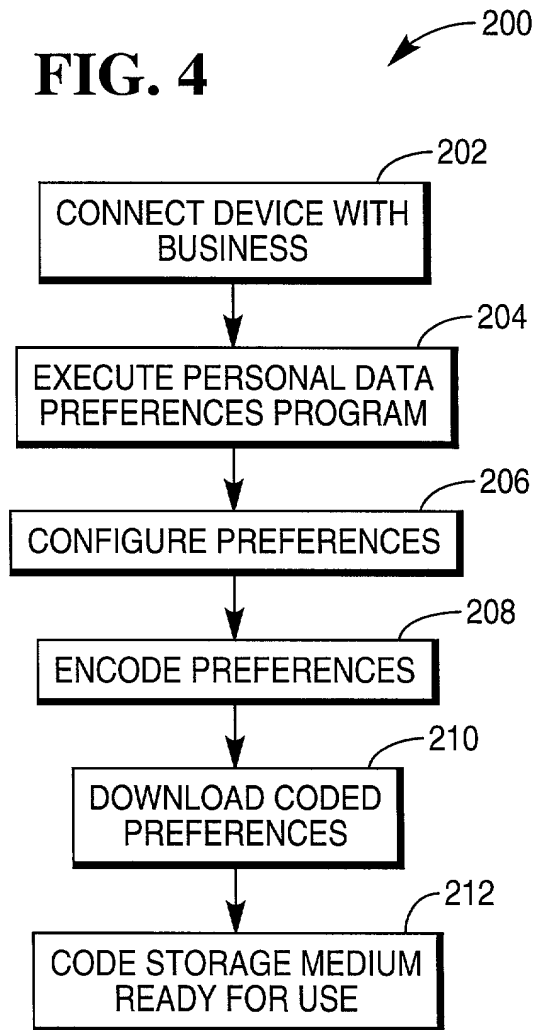 200
FIG. 4
202
CONNECT DEVICE WITH
BUSINESS
204
EXECUTE PERSONAL DATA
PREFERENCES PROGRAM
206
CONFIGURE PREFERENCES
208
ENCODE PREFERENCES
210
DOWNLOAD CODED
PREFERENCES
212
CODE STORAGE MEDIUM
READY FOR USE